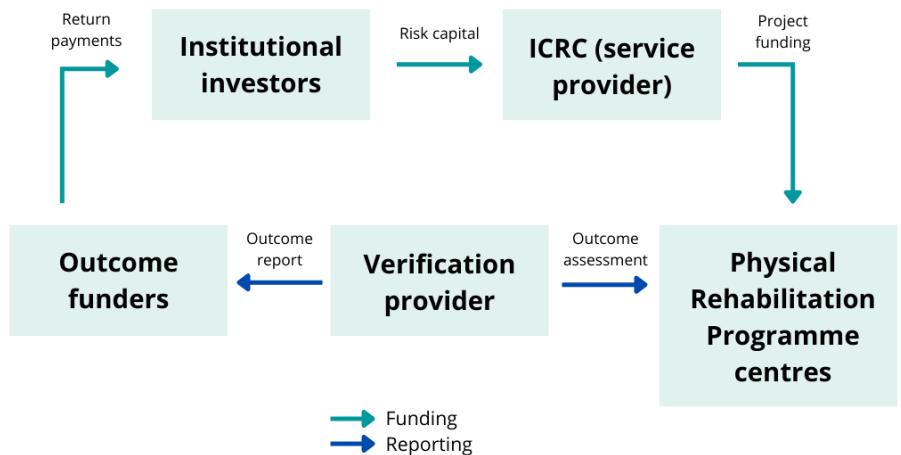 Return
payments
Institutional
investors
Risk capital
ICRC (service
provider)
Project
funding
Outcome
funders
Outcome
report
Verification
provider
Outcome
assessment
Physical
Rehabilitation
Programme
centres
Funding
Reporting